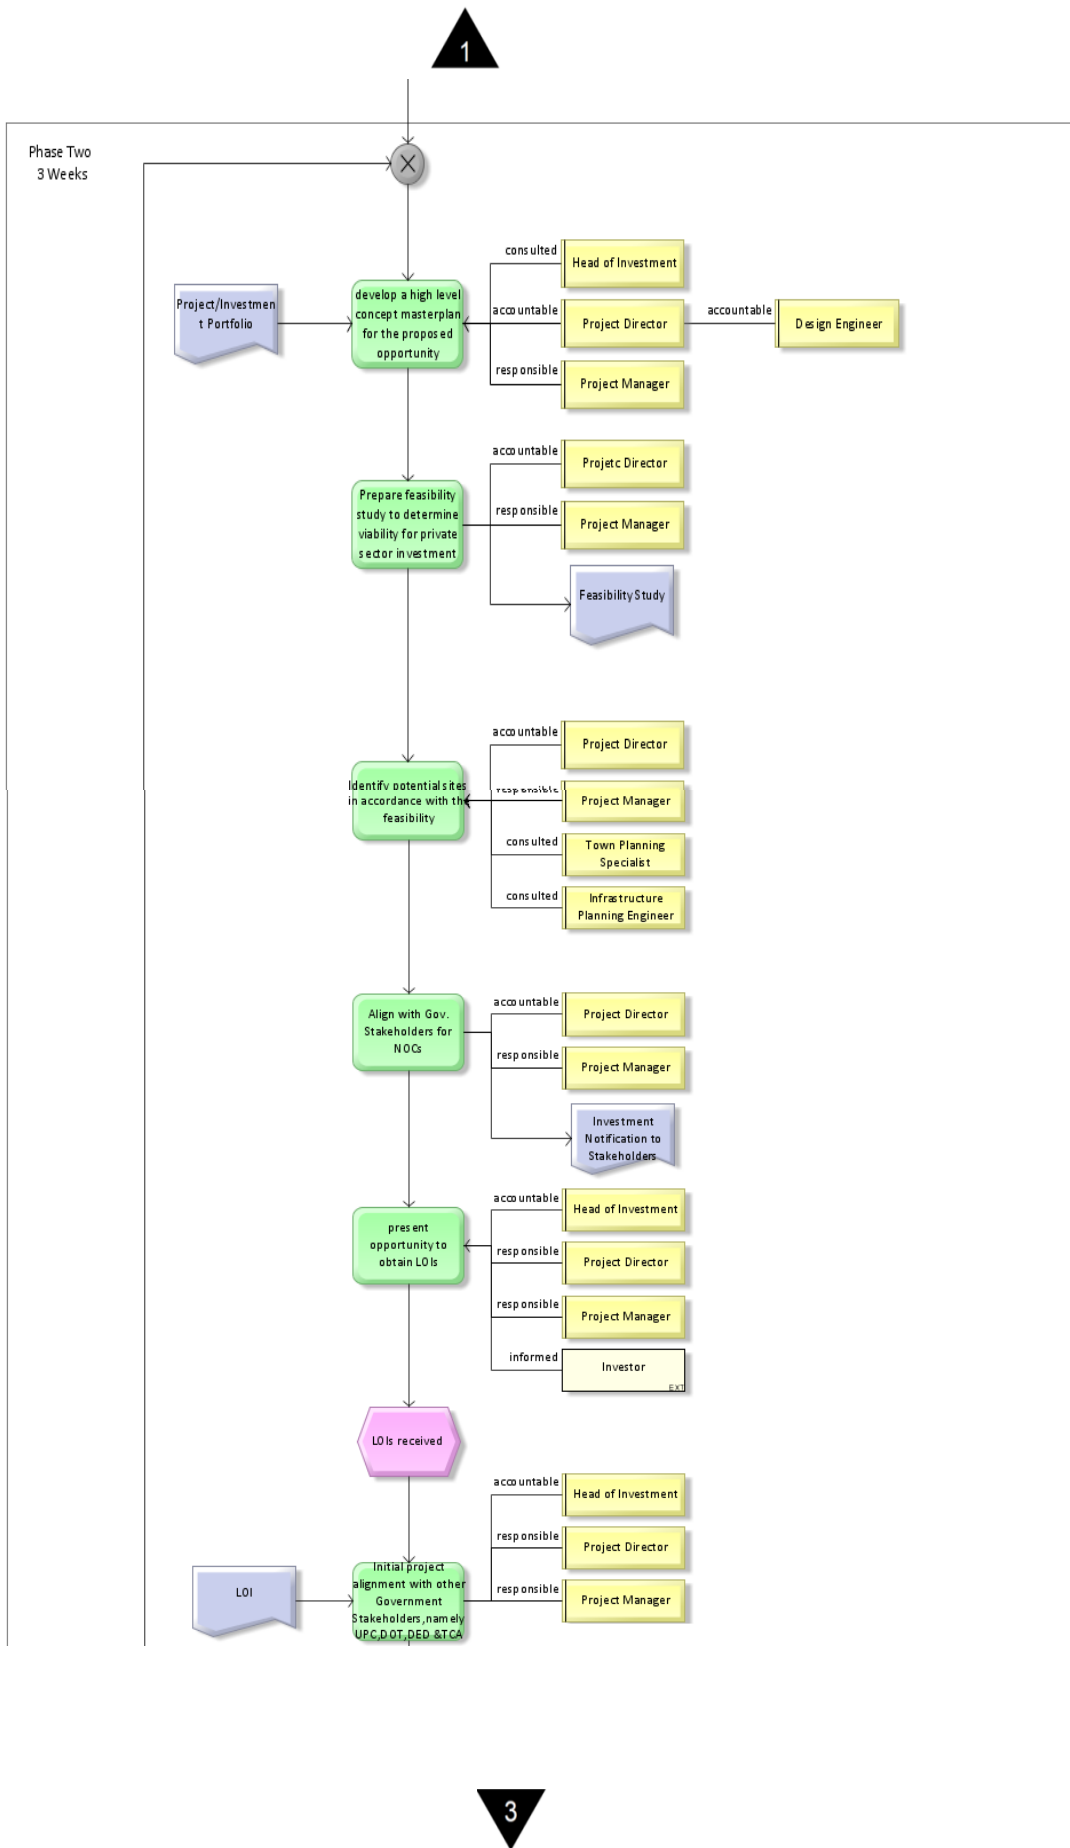 1
Phase Two
3 Weeks
consulted
Head of Investment
Project/Investmen
t Portfolio
develop a high level
concept masterplan
for the proposed
opportunity
accountable
Project Director
accountable
Design Engineer
responsible
Project Manager
accountable
Projetc Director
Prepare feasibility
study to determine
viability for private
sector investment
responsible
Project Manager
Feasibility Study
accountable
Project Director
Identify potential sites
in accordance with the
feasibility
responsible
Project Manager
consulted
Town Planning
Specialist
consulted
Infrastructure
Planning Engineer
Align with Gov.
Stakeholders for
NOCs
accountable
Project Director
responsible
Project Manager
Investment
Notification to
Stakeholders
accountable
Head of Investment
present
opportunity to
obtain LOIs
responsible
Project Director
responsible
Project Manager
informed
Investor
EXT
LOIs received
accountable
Head of Investment
responsible
Project Director
LOI
Initial project
alignment with other
Government
Stakeholders,namely
UPC,DOT,DED &TCA
responsible
Project Manager
3